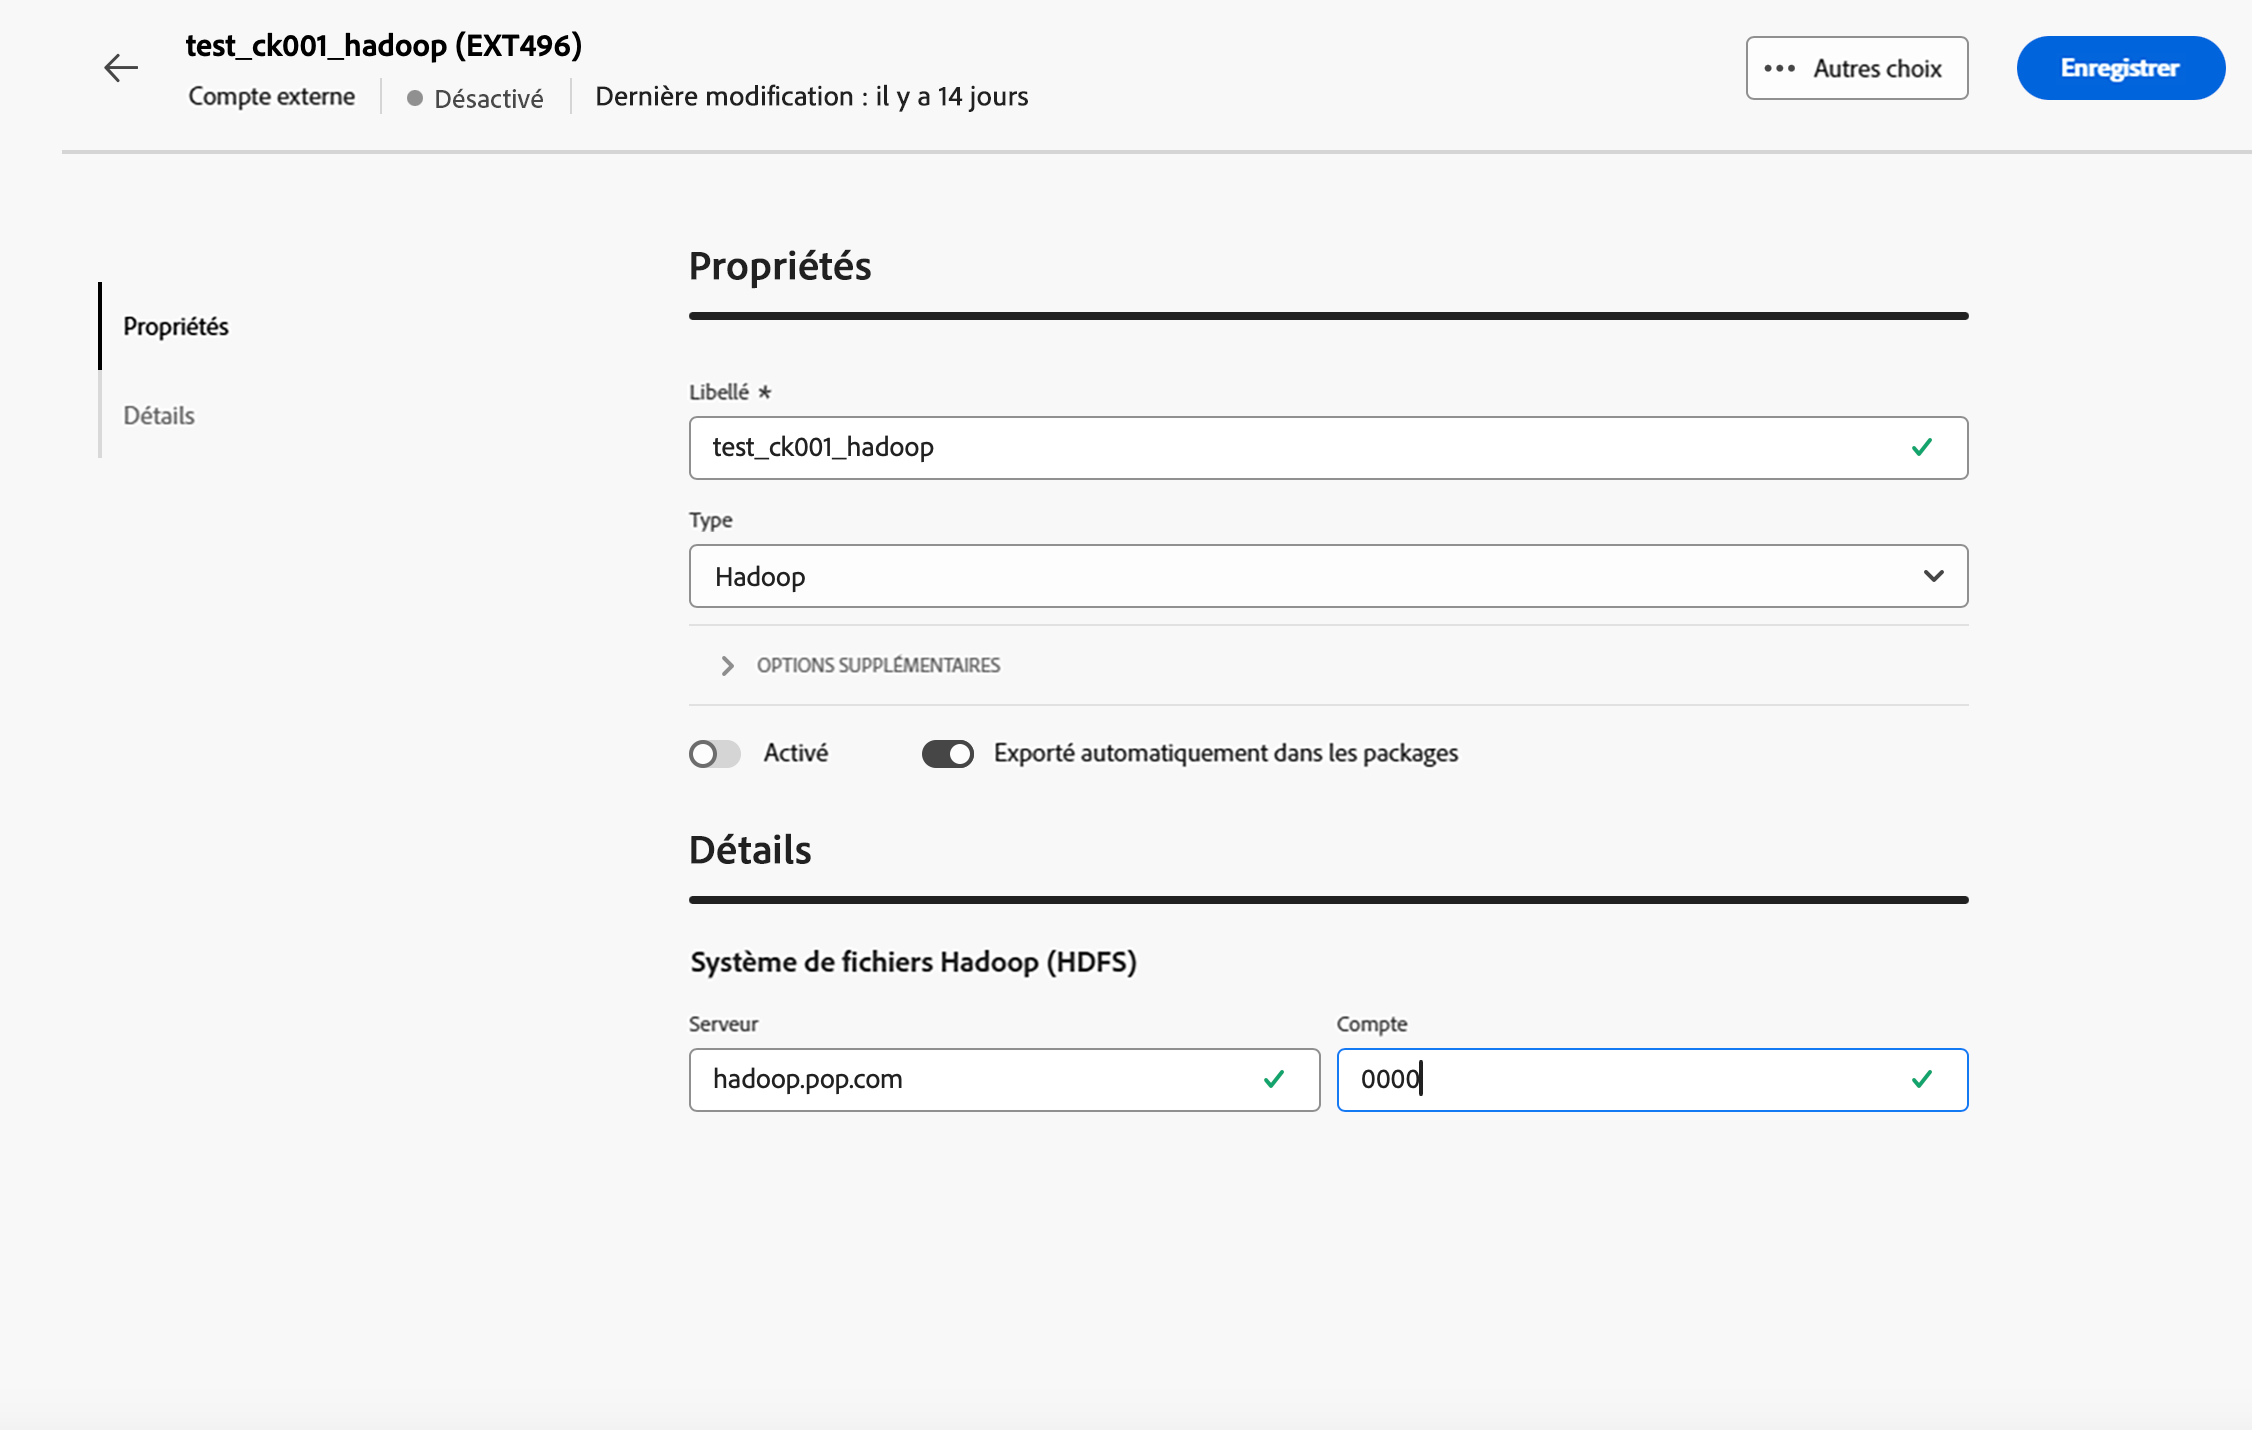 test_ck001_hadoop (EXT496)
Compte externe
Désactivé
Dernière modification : il y a 14 jours
Autres choix
Enregistrer
Propriétés
Détails
Propriétés
Libellé *
test_ck001_hadoop
Type
Hadoop
OPTIONS SUPPLÉMENTAIRES
Activé
Exporté automatiquement dans les packages
Détails
Système de fichiers Hadoop (HDFS)
Serveur
Compte
hadoop.pop.com
0000